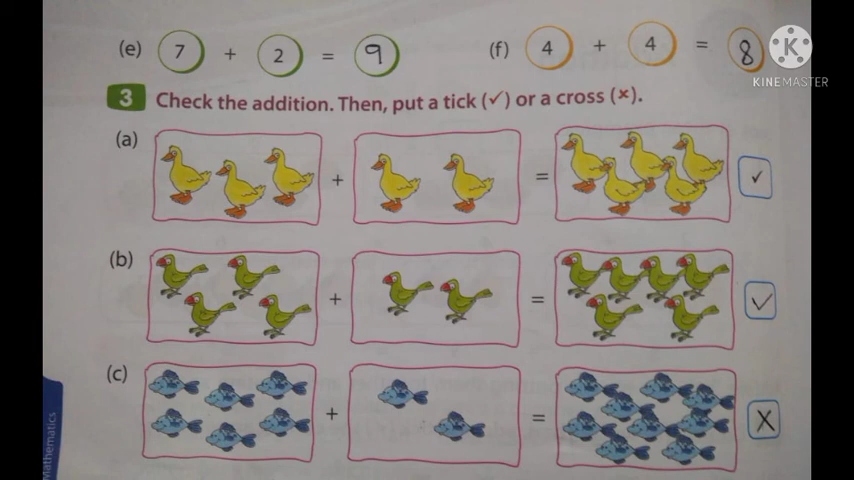 (e) 7 + 2 = 9 (f) 4 + 4 = 8
K
KINEMASTER
3 Check the addition. Then, put a tick (✓) or a cross (×).
(a) + = ✓
(b) + = ✓
(c) + = X
Mathematics